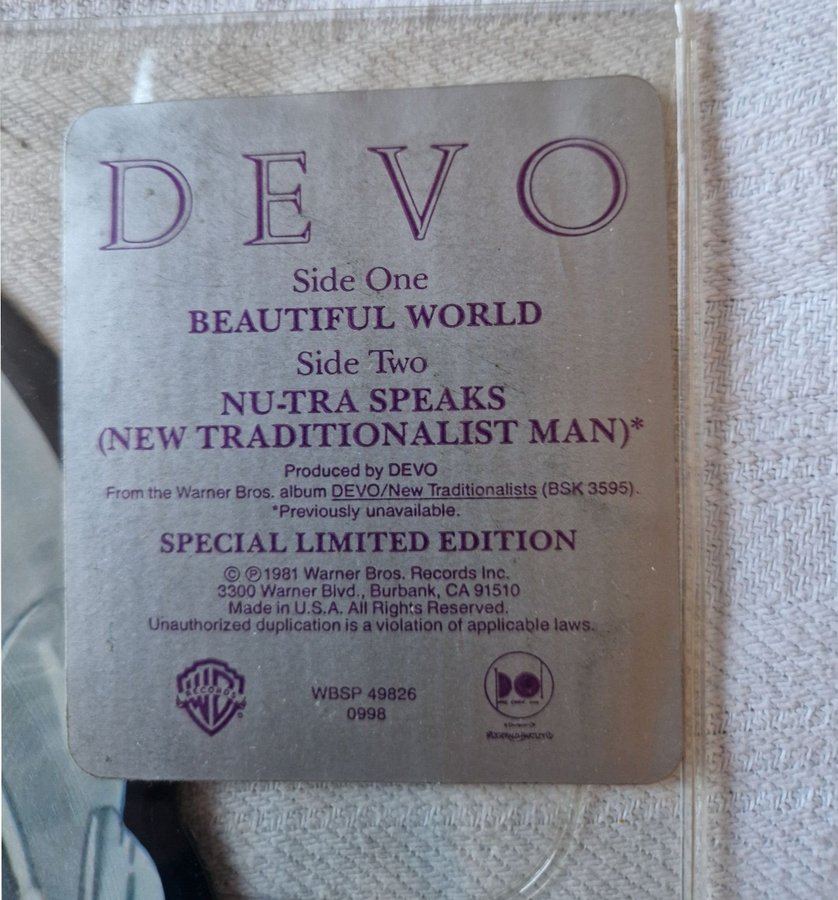 DEVO
Side One
BEAUTIFUL WORLD
Side Two
NU-TRA SPEAKS
(NEW TRADITIONALIST MAN)*
Produced by DEVO
From the Warner Bros. album DEVO/New Traditionalists (BSK 3595).
*Previously unavailable.
SPECIAL LIMITED EDITION
© ℗ 1981 Warner Bros. Records Inc.
3300 Warner Blvd., Burbank, CA 91510
Made in U.S.A. All Rights Reserved.
Unauthorized duplication is a violation of applicable laws.
RECORDS
WBSP 49826
0998